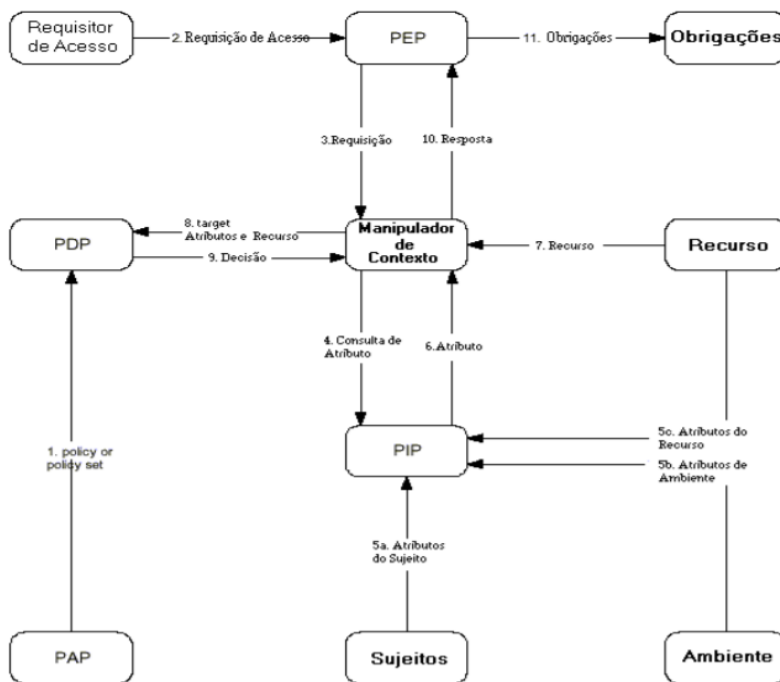 Requisitor
de Acesso
2. Requisição de Acesso
PEP
11. Obrigações
Obrigações
3.Requisição
10. Resposta
PDP
8. target
Atributos e Recurso
9. Decisão
Manipulador
de
Contexto
7. Recurso
Recurso
4. Consulta de
Atributo
6.Atributo
1. policy or
policy set
PIP
5c. Atributos do
Recurso
5b. Atributos de
Ambiente
5a. Atributos
do Sujeito
PAP
Sujeitos
Ambiente